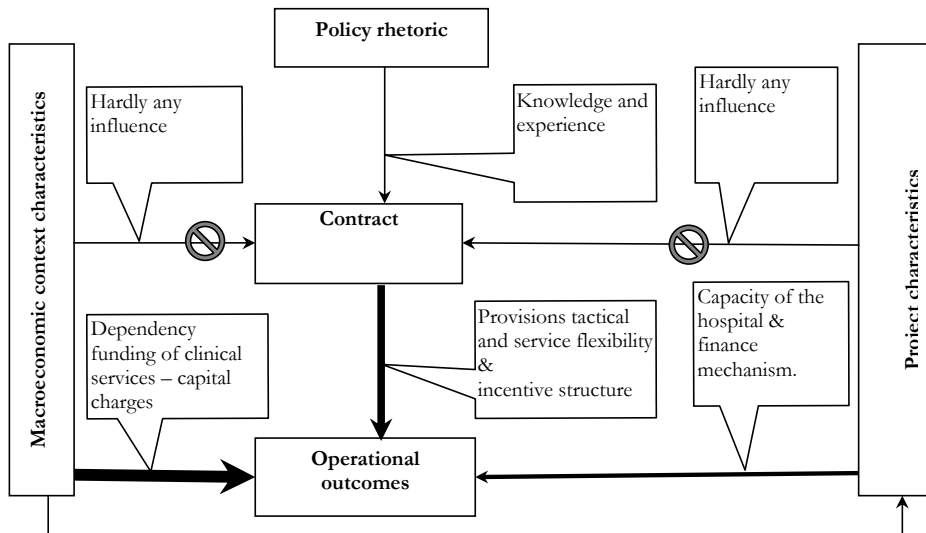 Policy rhetoric
Macroeconomic context characteristics
Hardly any
influence
Knowledge and
experience
Hardly any
influence
Project characteristics
Contract
Dependency
funding of clinical
services – capital
charges
Provisions tactical
and service flexibility
&
incentive structure
Capacity of the
hospital &
finance
mechanism.
Operational
outcomes